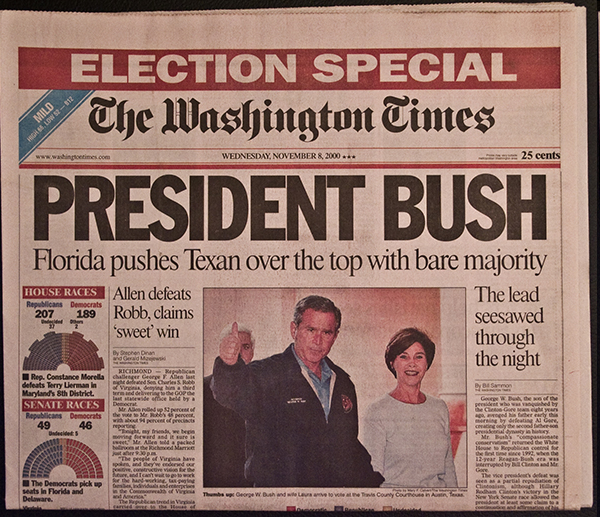 ELECTION SPECIAL
MILD
The Washington Times
www.washingtontimes.com
WEDNESDAY, NOVEMBER 8, 2000 ★★★
25 cents
PRESIDENT BUSH
Florida pushes Texan over the top with bare majority
HOUSE RACES
Republicans Democrats
207 189
Undecided Others
37 2
■ Rep. Constance Morella
defeats Terry Lierman in
Maryland's 8th District.
SENATE RACES
Republicans Democrats
49 46
Undecided: 5
■ The Democrats pick up
seats in Florida and
Delaware.
Allen defeats
Robb, claims
'sweet' win
By Stephen Dinan
and Gerald Mizejewski
THE WASHINGTON TIMES
RICHMOND — Republican
challenger George F. Allen last
night defeated Sen. Charles S. Robb
of Virginia, denying him a third
term and delivering to the GOP the
last statewide office held by a
Democrat.
Mr. Allen rolled up 52 percent of
the vote to Mr. Robb's 48 percent,
with about 94 percent of precincts
reporting.
"Tonight, my friends, we begin
moving forward and it sure is
sweet," Mr. Allen told a packed
ballroom at the Richmond Marriott
just after 9:30 p.m.
"The people of Virginia have
spoken, and they've endorsed our
positive, constructive vision for the
future, and I can't wait to go to work
for the hard-working, tax-paying
families, individuals and enterprises
in the Commonwealth of Virginia
and America."
The Republican trend in Virginia
carried area in the House of
Thumbs up: George W. Bush and wife Laura arrive to vote at the Travis County Courthouse in Austin, Texas.
The lead
seesawed
through
the night
By Bill Sammon
THE WASHINGTON TIMES
George W. Bush, the son of the
president who was vanquished by
the Clinton-Gore team eight years
ago, avenged his father early this
morning by defeating Al Gore,
creating only the second father-son
presidential dynasty in history.
Mr. Bush's "compassionate
conservatism" returned the White
House to Republican control for
the first time since 1992, when the
12-year Reagan-Bush era was
interrupted by Bill Clinton and Mr.
Gore.
The vice president's defeat was
seen as a partial repudiation of
Clintonism, although Hillary
Rodham Clinton's victory in the
New York Senate race allowed the
president at least some claim to a